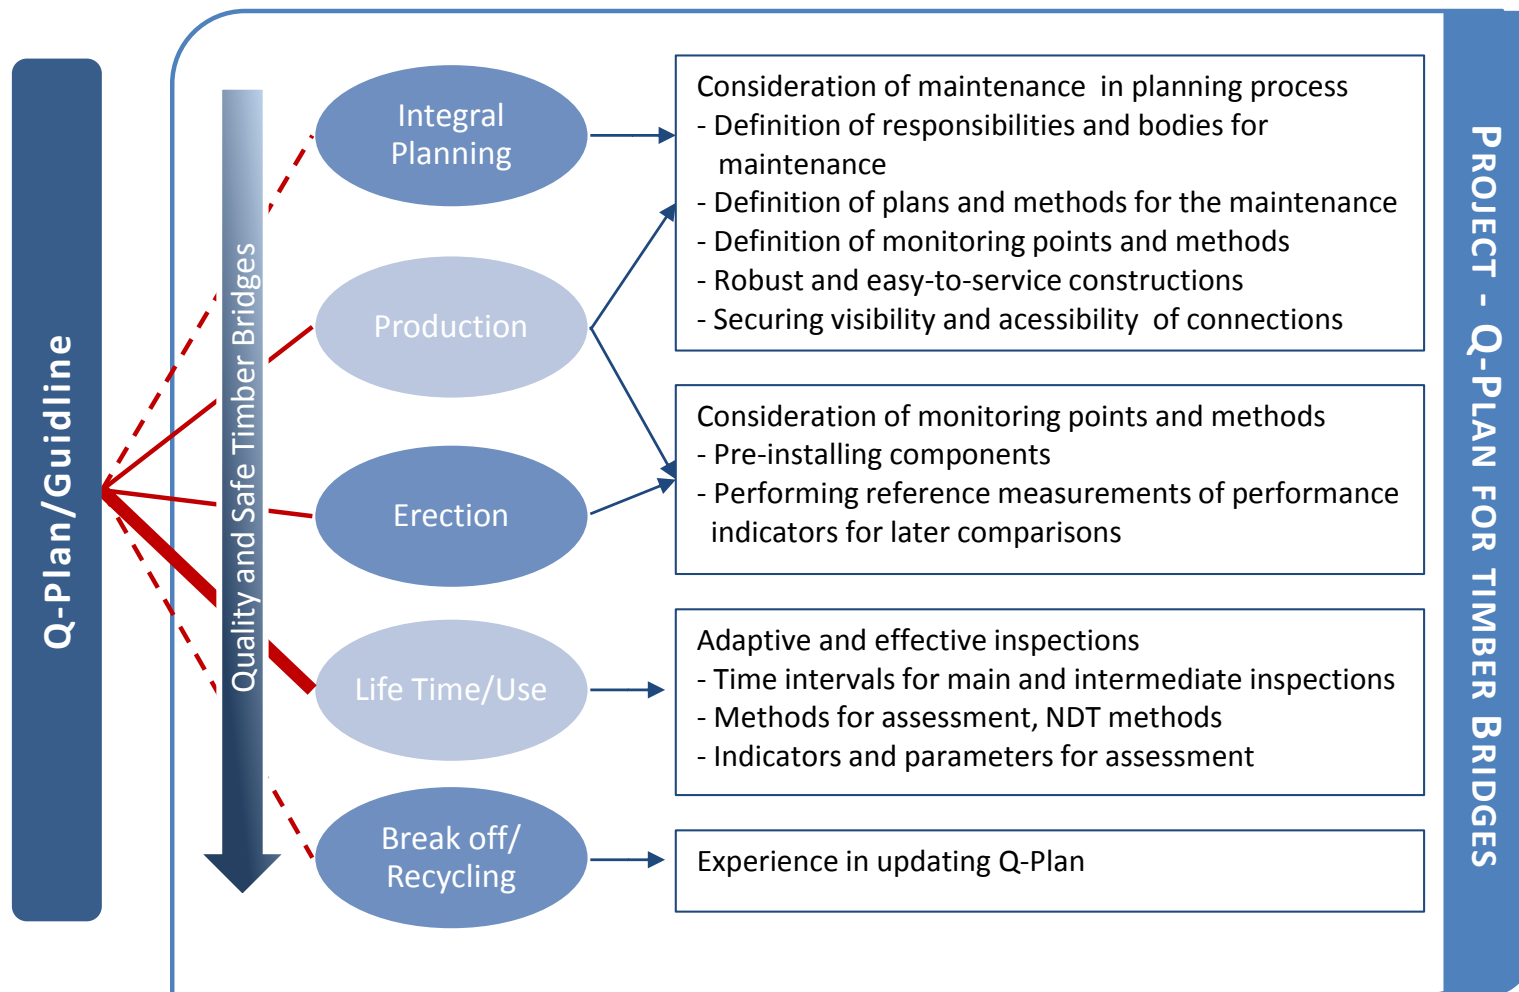 Q-Plan/Guidline
Quality and Safe Timber Bridges
Integral
Planning
Production
Erection
Life Time/Use
Break off/
Recycling
Consideration of maintenance in planning process
- Definition of responsibilities and bodies for
maintenance
- Definition of plans and methods for the maintenance
- Definition of monitoring points and methods
- Robust and easy-to-service constructions
- Securing visibility and acessibility of connections
Consideration of monitoring points and methods
- Pre-installing components
- Performing reference measurements of performance
indicators for later comparisons
Adaptive and effective inspections
- Time intervals for main and intermediate inspections
- Methods for assessment, NDT methods
- Indicators and parameters for assessment
Experience in updating Q-Plan
PROJECT - Q-PLAN FOR TIMBER BRIDGES